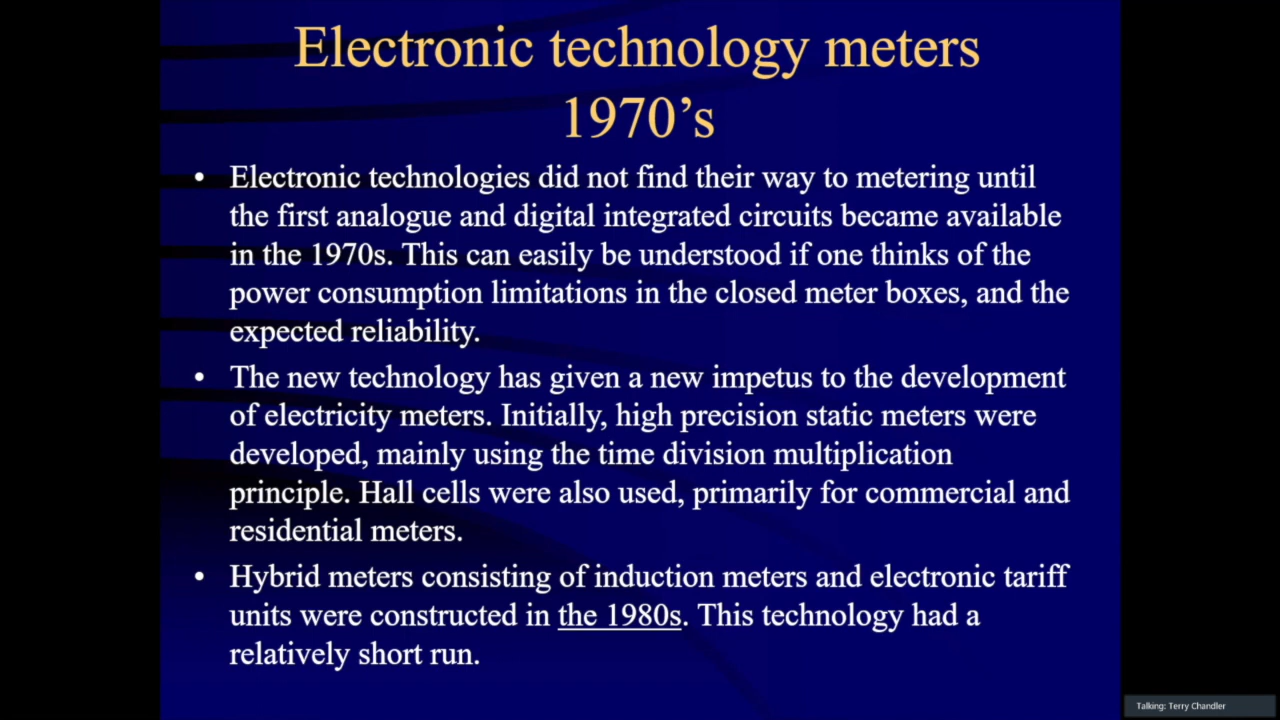 Electronic technology meters
1970’s
• Electronic technologies did not find their way to metering until
the first analogue and digital integrated circuits became available
in the 1970s. This can easily be understood if one thinks of the
power consumption limitations in the closed meter boxes, and the
expected reliability.
• The new technology has given a new impetus to the development
of electricity meters. Initially, high precision static meters were
developed, mainly using the time division multiplication
principle. Hall cells were also used, primarily for commercial and
residential meters.
• Hybrid meters consisting of induction meters and electronic tariff
units were constructed in the 1980s. This technology had a
relatively short run.
Talking: Terry Chandler